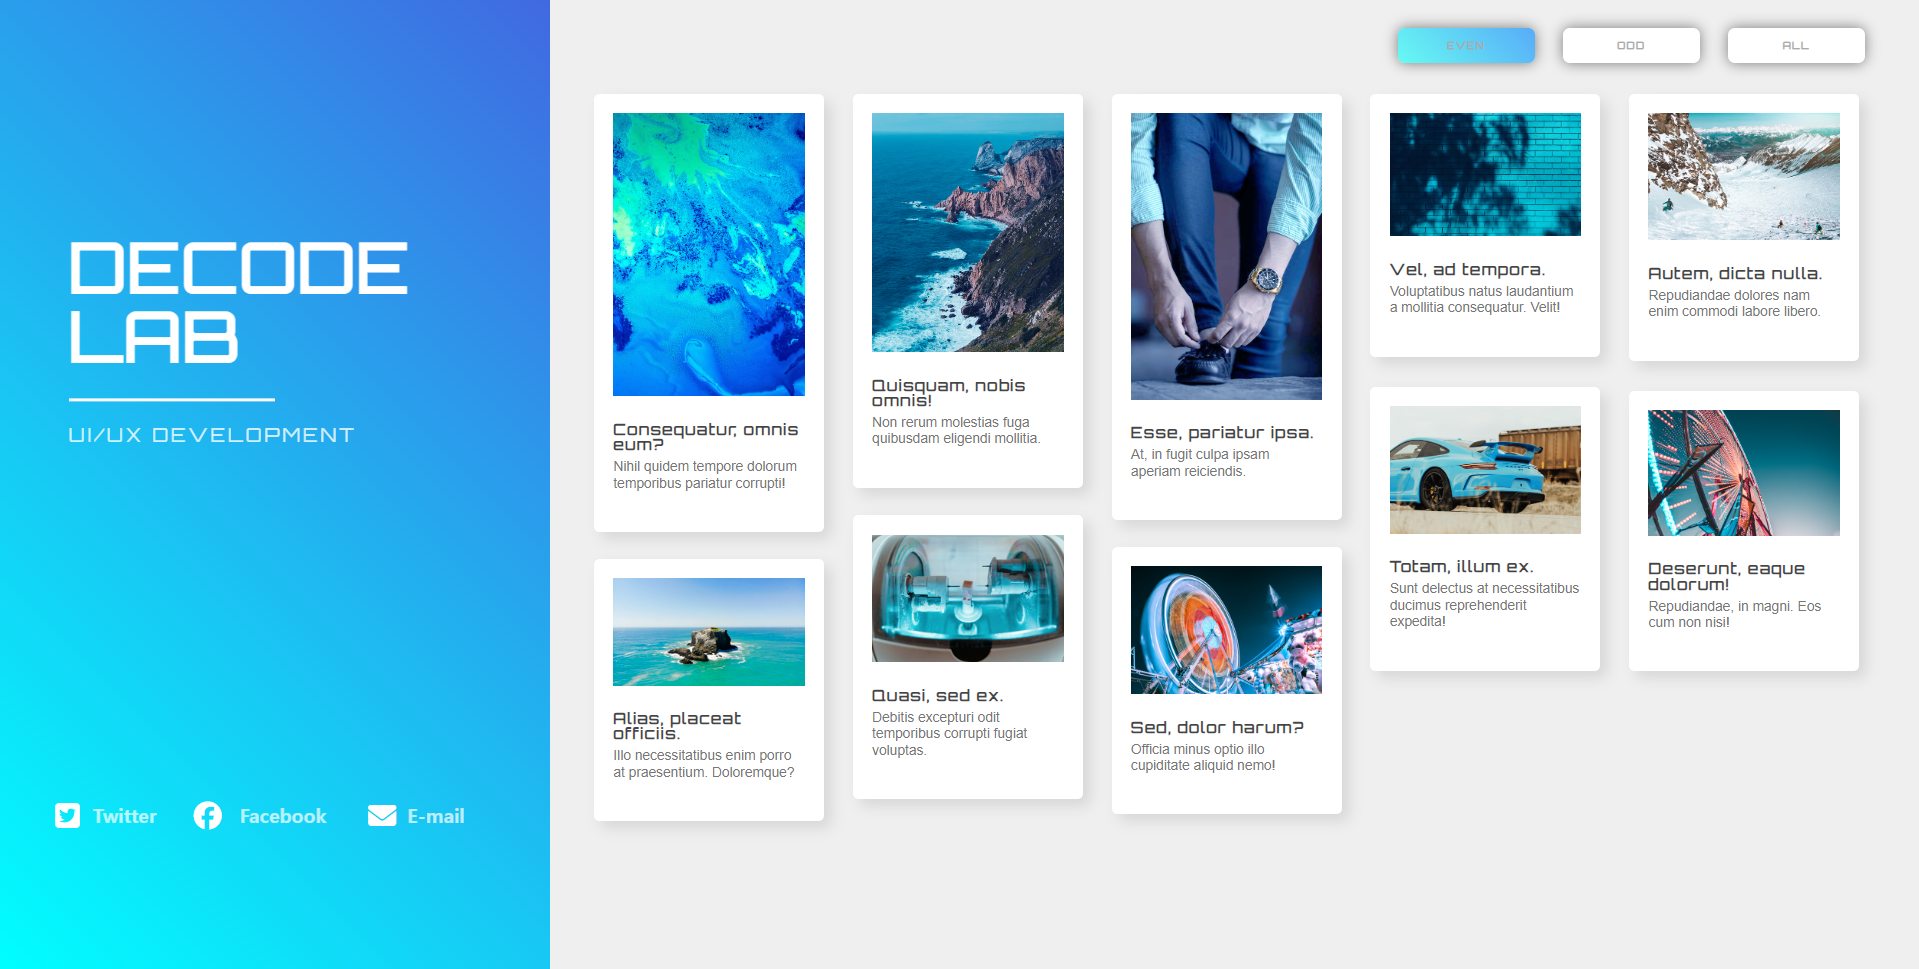 DECODE
LAB
UI/UX DEVELOPMENT
Twitter
Facebook
E-mail
EVEN
ODD
ALL
Consequatur, omnis
eum?
Nihil quidem tempore dolorum
temporibus pariatur corrupti!
Alias, placeat
officiis.
Illo necessitatibus enim porro
at praesentium. Doloremque?
Quisquam, nobis
omnis!
Non rerum molestias fuga
quibusdam eligendi mollitia.
Quasi, sed ex.
Debitis excepturi odit
temporibus corrupti fugiat
voluptas.
Esse, pariatur ipsa.
At, in fugit culpa ipsam
aperiam reiciendis.
Sed, dolor harum?
Officia minus optio illo
cupiditate aliquid nemo!
Vel, ad tempora.
Voluptatibus natus laudantium
a mollitia consequatur. Velit!
Totam, illum ex.
Sunt delectus at necessitatibus
ducimus reprehenderit
expedita!
Autem, dicta nulla.
Repudiandae dolores nam
enim commodi labore libero.
Deserunt, eaque
dolorum!
Repudiandae, in magni. Eos
cum non nisi!